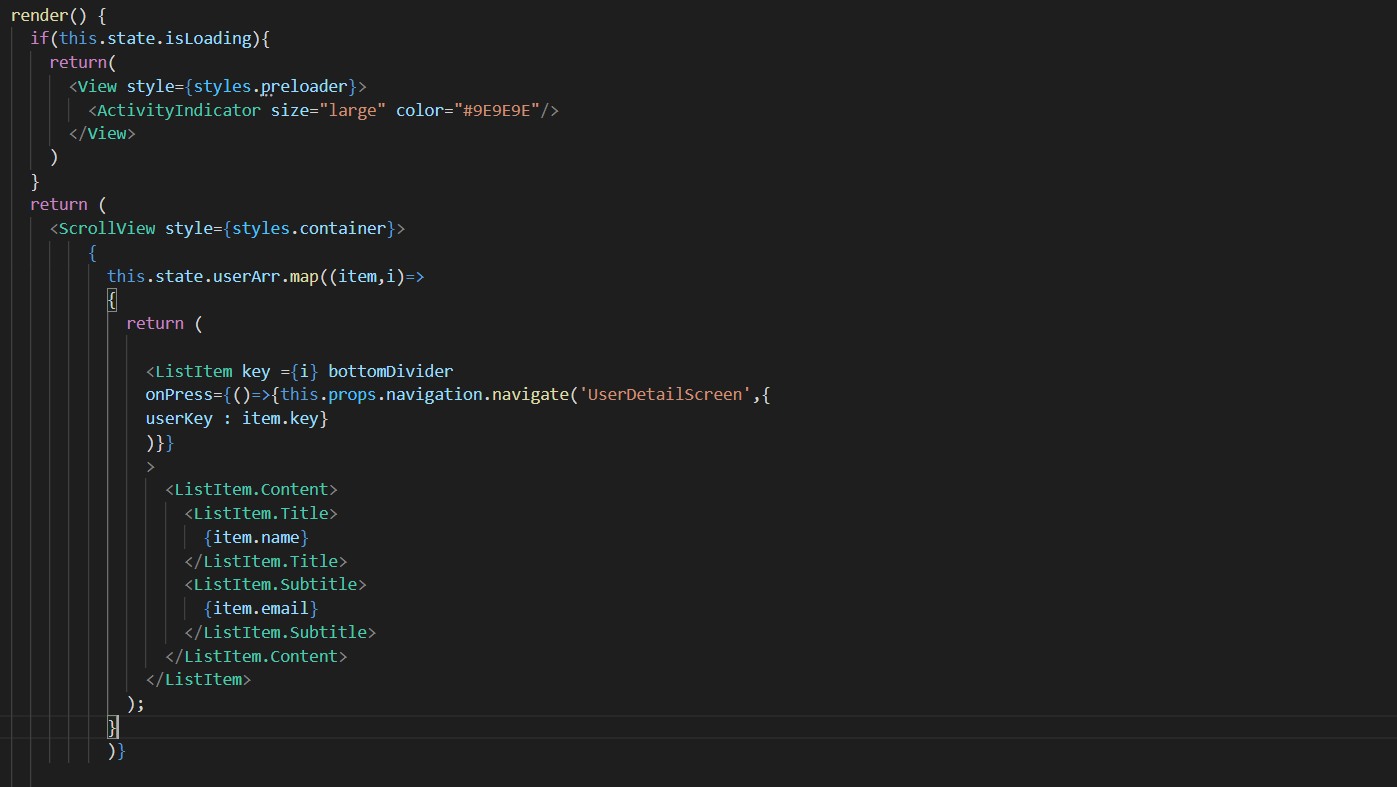 render() {
if(this.state.isLoading){
return(
<View style={styles.preloader}>
<ActivityIndicator size="large" color="#9E9E9E"/>
</View>
)
}
return (
<ScrollView style={styles.container}>
{
this.state.userArr.map((item,i)=>
{
return (
<ListItem key ={i} bottomDivider
onPress={()=>{this.props.navigation.navigate('UserDetailScreen',{
userKey : item.key}
)}}
>
<ListItem.Content>
<ListItem.Title>
{item.name}
</ListItem.Title>
<ListItem.Subtitle>
{item.email}
</ListItem.Subtitle>
</ListItem.Content>
</ListItem>
);
}
)}